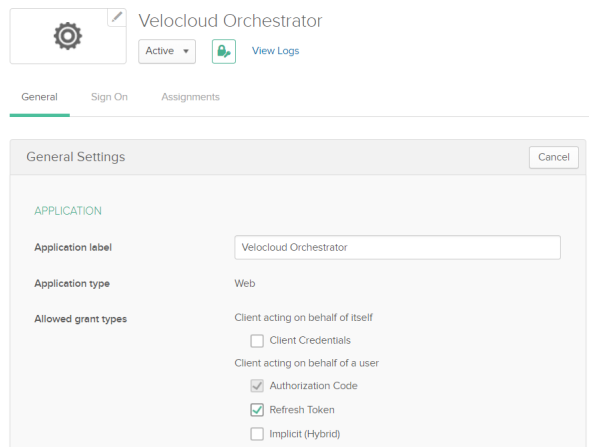 Velocloud Orchestrator
Active
View Logs
General Sign On Assignments
General Settings Cancel
APPLICATION
Application label Velocloud Orchestrator
Application type Web
Allowed grant types Client acting on behalf of itself
Client Credentials
Client acting on behalf of a user
Authorization Code
Refresh Token
Implicit (Hybrid)